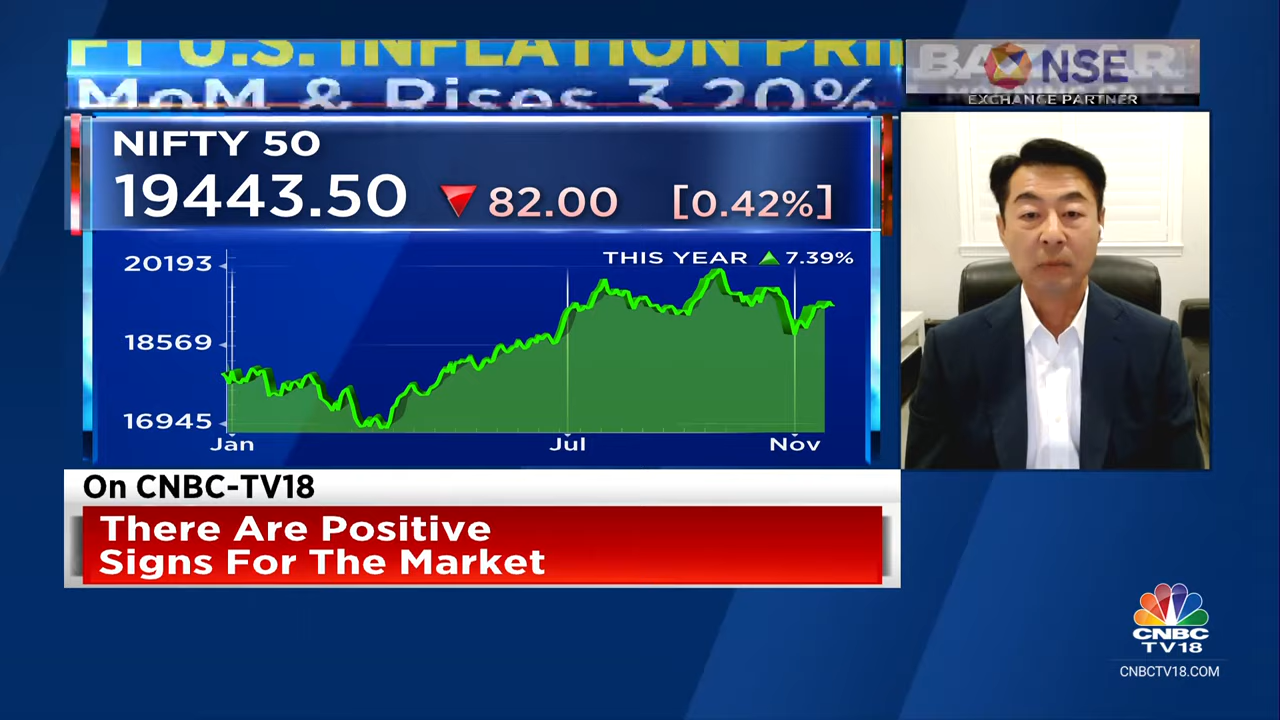 U.S. INFLATION
MoM & Rises 3.20%
NSE
EXCHANGE PARTNER
NIFTY 50
19443.50 ▼ 82.00 [0.42%]
THIS YEAR ▲ 7.39%
20193
18569
16945
Jan Jul Nov
On CNBC-TV18
There Are Positive
Signs For The Market
CNBC
TV18
CNBCTV18.COM